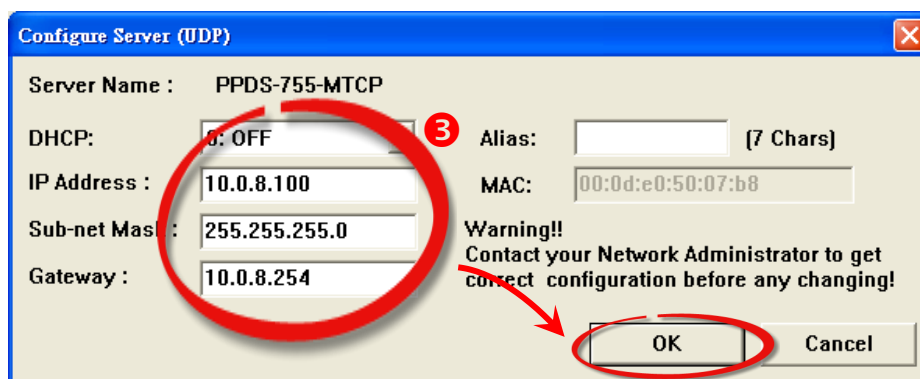 Configure Server (UDP)
Server Name : PPDS-755-MTCP
DHCP: 0: OFF
3
Alias: (7 Chars)
IP Address : 10.0.8.100
MAC: 00:0d:e0:50:07:b8
Sub-net Mask : 255.255.255.0
Gateway : 10.0.8.254
Warning!!
Contact your Network Administrator to get
correct configuration before any changing!
OK Cancel